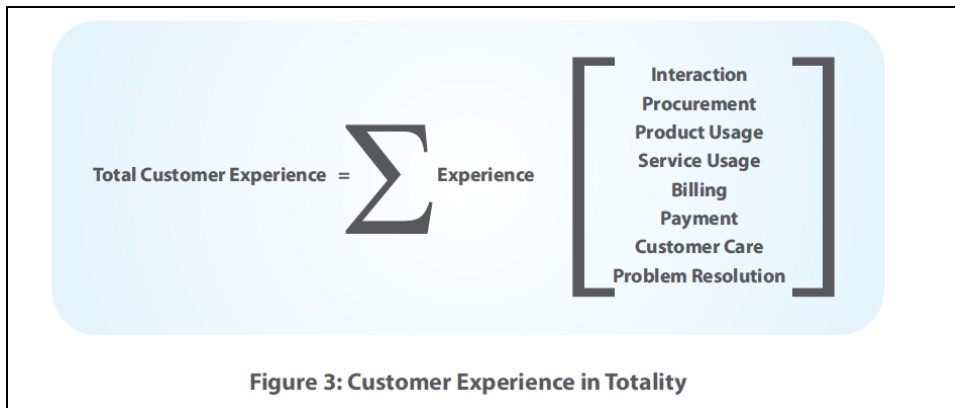 Total Customer Experience = ∑ Experience
Interaction
Procurement
Product Usage
Service Usage
Billing
Payment
Customer Care
Problem Resolution
Figure 3: Customer Experience in Totality